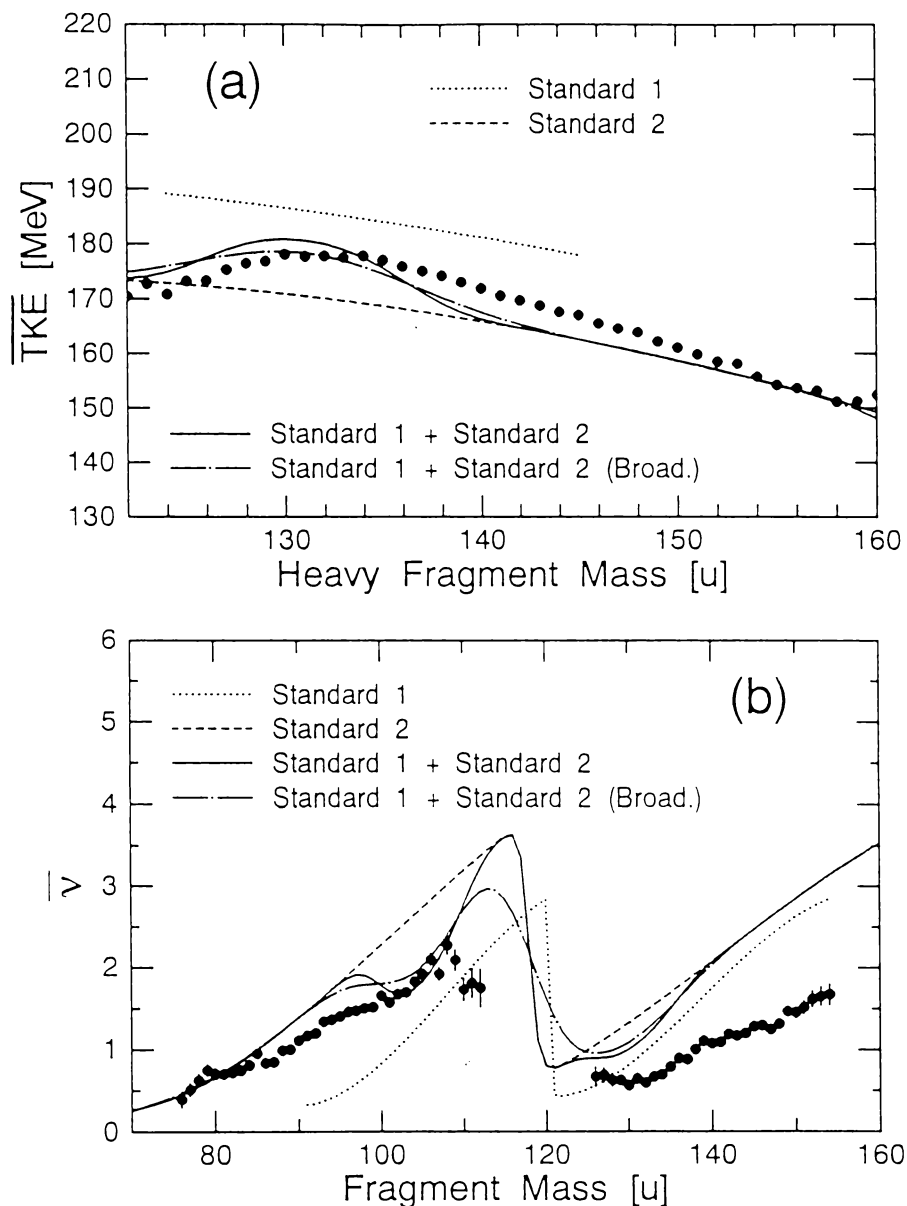 220
210
200
190
180
170
160
150
140
130
TKE [MeV]
(a)
Standard 1
Standard 2
Standard 1 + Standard 2
Standard 1 + Standard 2 (Broad.)
130 140 150 160
Heavy Fragment Mass [u]
6
5
4
3
2
1
0
ν
(b)
Standard 1
Standard 2
Standard 1 + Standard 2
Standard 1 + Standard 2 (Broad.)
80 100 120 140 160
Fragment Mass [u]